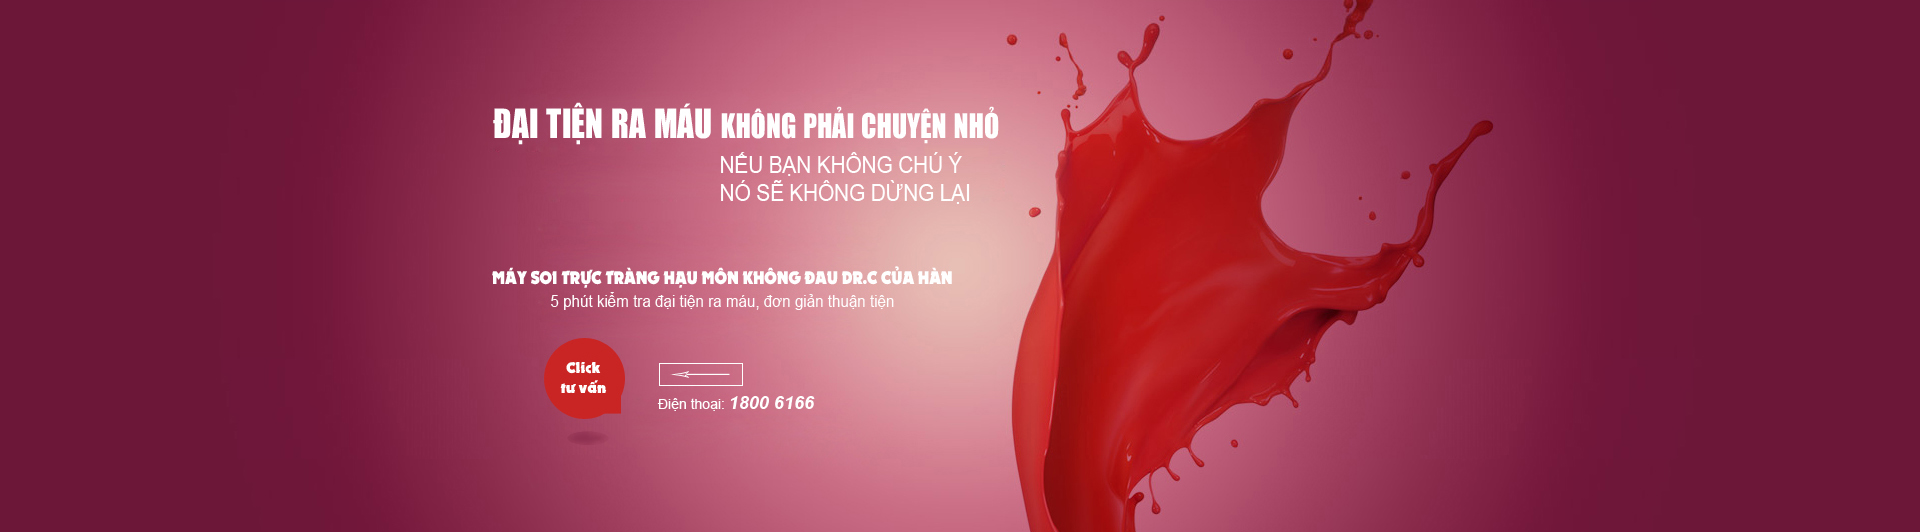 ĐẠI TIỆN RA MÁU KHÔNG PHẢI CHUYỆN NHỎ
NẾU BẠN KHÔNG CHÚ Ý
NÓ SẼ KHÔNG DỪNG LẠI
MÁY SOI TRỰC TRÀNG HẬU MÔN KHÔNG ĐAU DR.C CỦA HÀN
5 phút kiểm tra đại tiện ra máu, đơn giản thuận tiện
Click
tư vấn
Điện thoại: 1800 6166